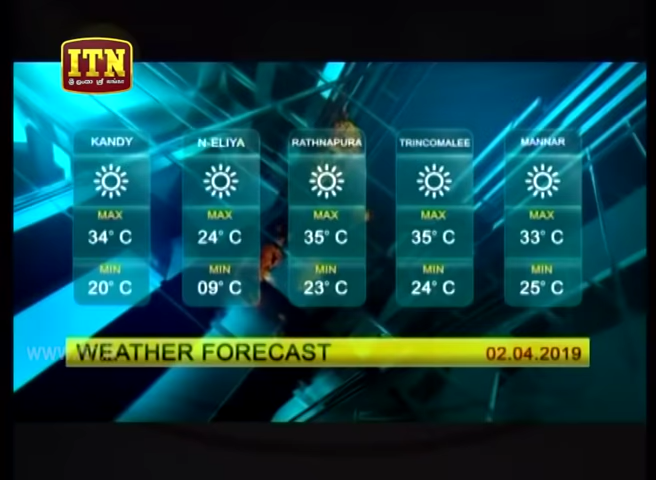 ITN
ශ්‍රී ලංකා
KANDY
N-ELIYA
RATHNAPURA
TRINCOMALEE
MANNAR
MAX
MAX
MAX
MAX
MAX
34° C
24° C
35° C
35° C
33° C
MIN
MIN
MIN
MIN
MIN
20° C
09° C
23° C
24° C
25° C
WEATHER FORECAST
02.04.2019